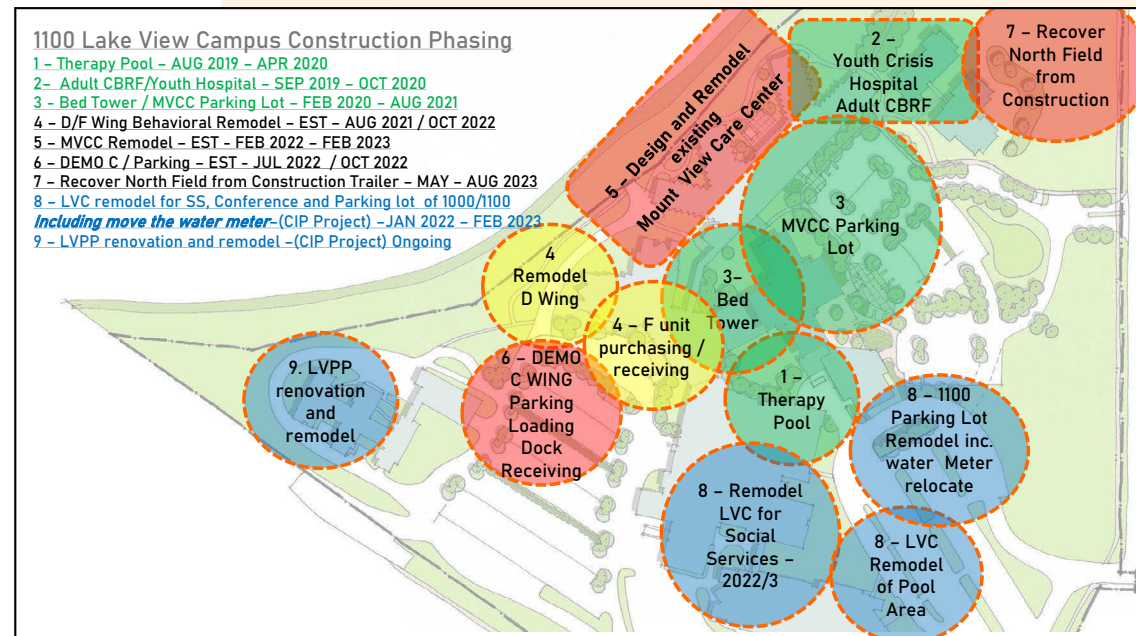 1100 Lake View Campus Construction Phasing
1 – Therapy Pool – AUG 2019 – APR 2020
2– Adult CBRF/Youth Hospital – SEP 2019 – OCT 2020
3 - Bed Tower / MVCC Parking Lot – FEB 2020 – AUG 2021
4 – D/F Wing Behavioral Remodel – EST - AUG 2021 / OCT 2022
5 – MVCC Remodel – EST - FEB 2022 – FEB 2023
6 – DEMO C / Parking – EST - JUL 2022 / OCT 2022
7 – Recover North Field from Construction Trailer – MAY – AUG 2023
8 – LVC remodel for SS, Conference and Parking lot of 1000/1100
Including move the water meter–(CIP Project) –JAN 2022 – FEB 2023
9 – LVPP renovation and remodel –(CIP Project) Ongoing
5 – Design and Remodel
existing
Mount View Care Center
2 –
Youth Crisis
Hospital
Adult CBRF
7 – Recover
North Field
from
Construction
3
MVCC Parking
Lot
4
Remodel
D Wing
3–
Bed
Tower
4 – F unit
purchasing /
receiving
6 – DEMO
C WING
Parking
Loading
Dock
Receiving
9. LVPP
renovation
and
remodel
1 –
Therapy
Pool
8 – 1100
Parking Lot
Remodel inc.
water Meter
relocate
8 – Remodel
LVC for
Social
Services –
2022/3
8 – LVC
Remodel
of Pool
Area